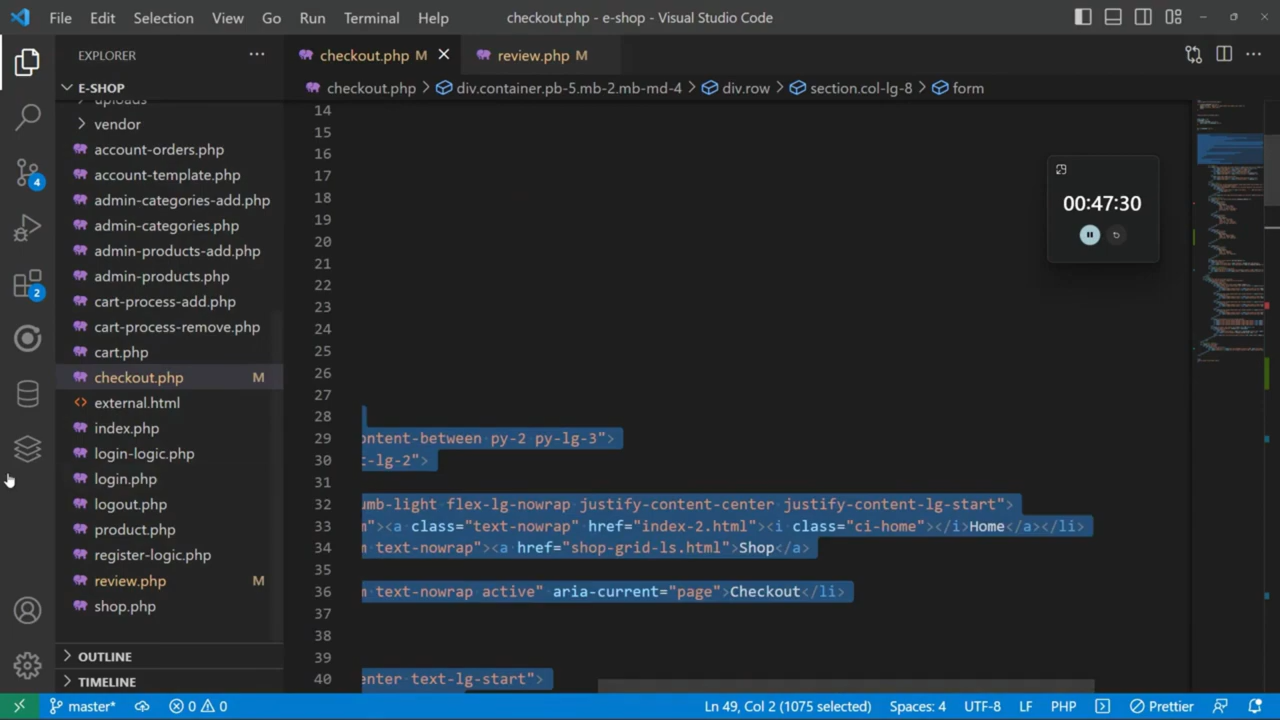 File Edit Selection View Go Run Terminal Help checkout.php - e-shop - Visual Studio Code
EXPLORER
checkout.php M
review.php M
E-SHOP
checkout.php > div.container.pb-5.mb-2.mb-md-4 > div.row > section.col-lg-8 > form
uploads
vendor
account-orders.php
account-template.php
admin-categories-add.php
admin-categories.php
admin-products-add.php
admin-products.php
cart-process-add.php
cart-process-remove.php
cart.php
checkout.php M
<> external.html
index.php
login-logic.php
login.php
logout.php
product.php
register-logic.php
review.php M
shop.php
OUTLINE
TIMELINE
4
2
14
15
16
17
18
19
20
21
22
23
24
25
26
27
28
29 ontent-between py-2 py-lg-3">
30 t-lg-2">
31
32 umb-light flex-lg-nowrap justify-content-center justify-content-lg-start">
33 m"><a class="text-nowrap" href="index-2.html"><i class="ci-home"></i>Home</a></li>
34 m text-nowrap"><a href="shop-grid-ls.html">Shop</a>
35
36 m text-nowrap active" aria-current="page">Checkout</li>
37
38
39
40 enter text-lg-start">
00:47:30
master* 0 0 Ln 49, Col 2 (1075 selected) Spaces: 4 UTF-8 LF PHP Prettier